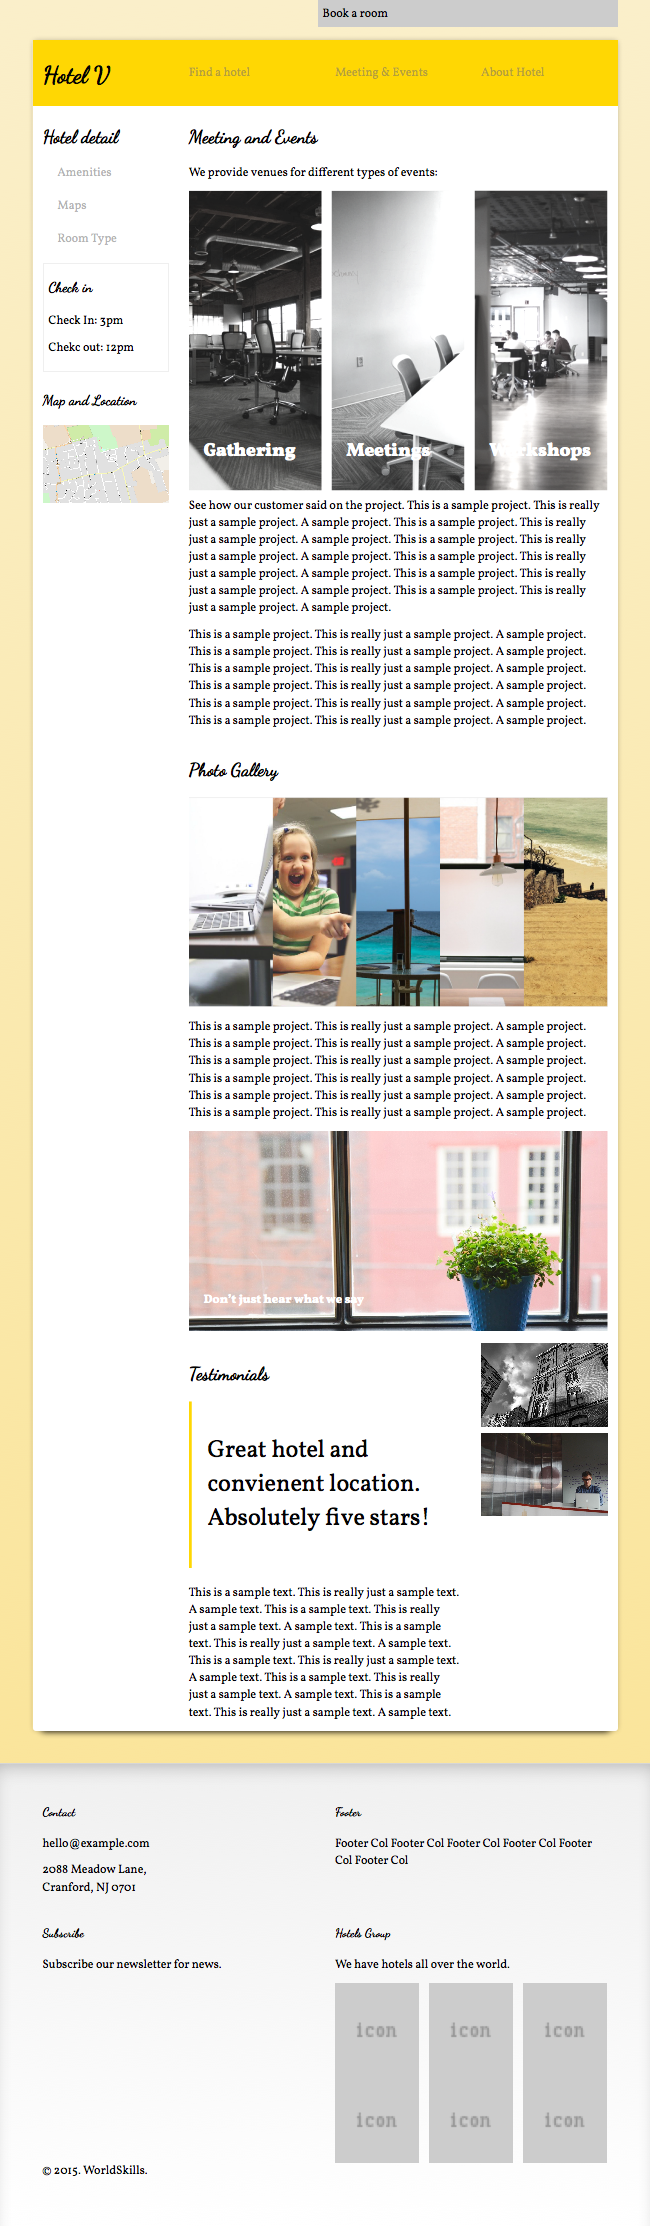 Book a room
Hotel V
Find a hotel
Meeting & Events
About Hotel
Hotel detail
Amenities
Maps
Room Type
Check in
Check In: 3pm
Chekc out: 12pm
Map and Location
Meeting and Events
We provide venues for different types of events:
Gathering
Meetings
Workshops
See how our customer said on the project. This is a sample project. This is really
just a sample project. A sample project. This is a sample project. This is really
just a sample project. A sample project. This is a sample project. This is really
just a sample project. A sample project. This is a sample project. This is really
just a sample project. A sample project. This is a sample project. This is really
just a sample project. A sample project. This is a sample project. This is really
just a sample project. A sample project.
This is a sample project. This is really just a sample project. A sample project.
This is a sample project. This is really just a sample project. A sample project.
This is a sample project. This is really just a sample project. A sample project.
This is a sample project. This is really just a sample project. A sample project.
This is a sample project. This is really just a sample project. A sample project.
This is a sample project. This is really just a sample project. A sample project.
Photo Gallery
This is a sample project. This is really just a sample project. A sample project.
This is a sample project. This is really just a sample project. A sample project.
This is a sample project. This is really just a sample project. A sample project.
This is a sample project. This is really just a sample project. A sample project.
This is a sample project. This is really just a sample project. A sample project.
This is a sample project. This is really just a sample project. A sample project.
Don't just hear what we say
Testimonials
Great hotel and
convienent location.
Absolutely five stars!
This is a sample text. This is really just a sample text.
A sample text. This is a sample text. This is really
just a sample text. A sample text. This is a sample
text. This is really just a sample text. A sample text.
This is a sample text. This is really just a sample text.
A sample text. This is a sample text. This is really
just a sample text. A sample text. This is a sample
text. This is really just a sample text. A sample text.
Contact
hello@example.com
2088 Meadow Lane,
Cranford, NJ 0701
Footer
Footer Col Footer Col Footer Col Footer Col Footer
Col Footer Col
Subscribe
Subscribe our newsletter for news.
Hotels Group
We have hotels all over the world.
icon
icon
icon
icon
icon
icon
© 2015. WorldSkills.